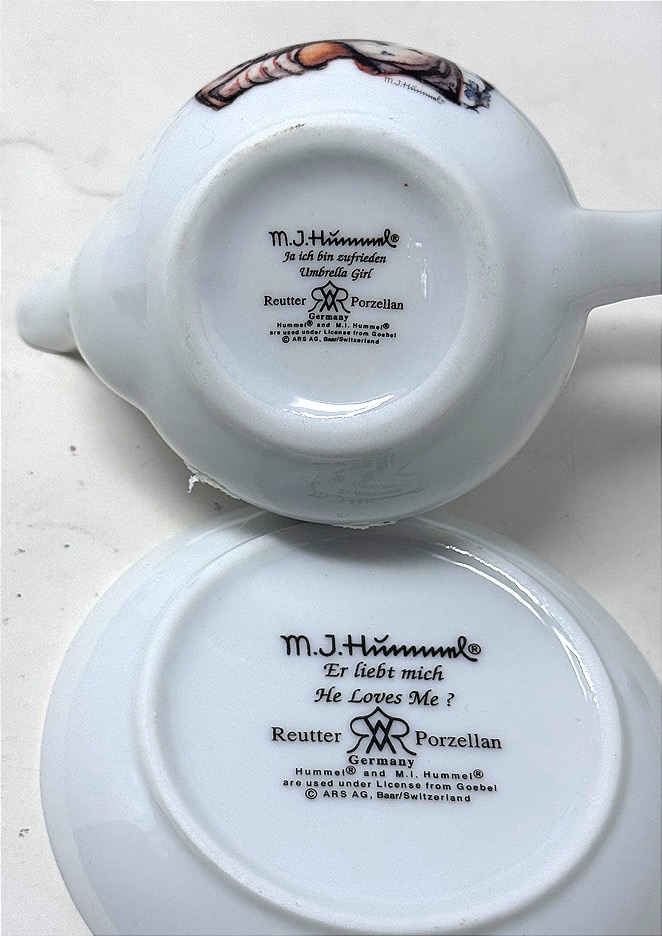 M.J.Hummel
M.J.Hummel®
Ja ich bin zufrieden
Umbrella Girl
Reutter Porzellan
Germany
Hummel® and M.I. Hummel®
are used under License from Goebel
© ARS AG, Baar/Switzerland
M.J.Hummel®
Er liebt mich
He Loves Me ?
Reutter Porzellan
Germany
Hummel® and M.I. Hummel®
are used under License from Goebel
© ARS AG, Baar/Switzerland